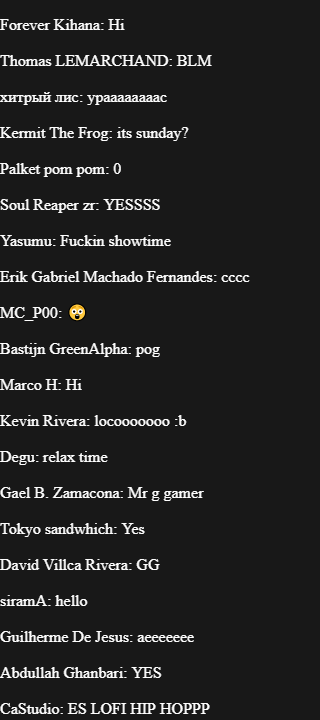 Forever Kihana: Hi
Thomas LEMARCHAND: BLM
хитрый лис: урааааааас
Kermit The Frog: its sunday?
Palket pom pom: 0
Soul Reaper zr: YESSSS
Yasumu: Fuckin showtime
Erik Gabriel Machado Fernandes: cccc
MC_P00: 😲
Bastijn GreenAlpha: pog
Marco H: Hi
Kevin Rivera: locooooooo :b
Degu: relax time
Gael B. Zamacona: Mr g gamer
Tokyo sandwhich: Yes
David Villca Rivera: GG
siramA: hello
Guilherme De Jesus: aeeeeeee
Abdullah Ghanbari: YES
CaStudio: ES LOFI HIP HOPPP